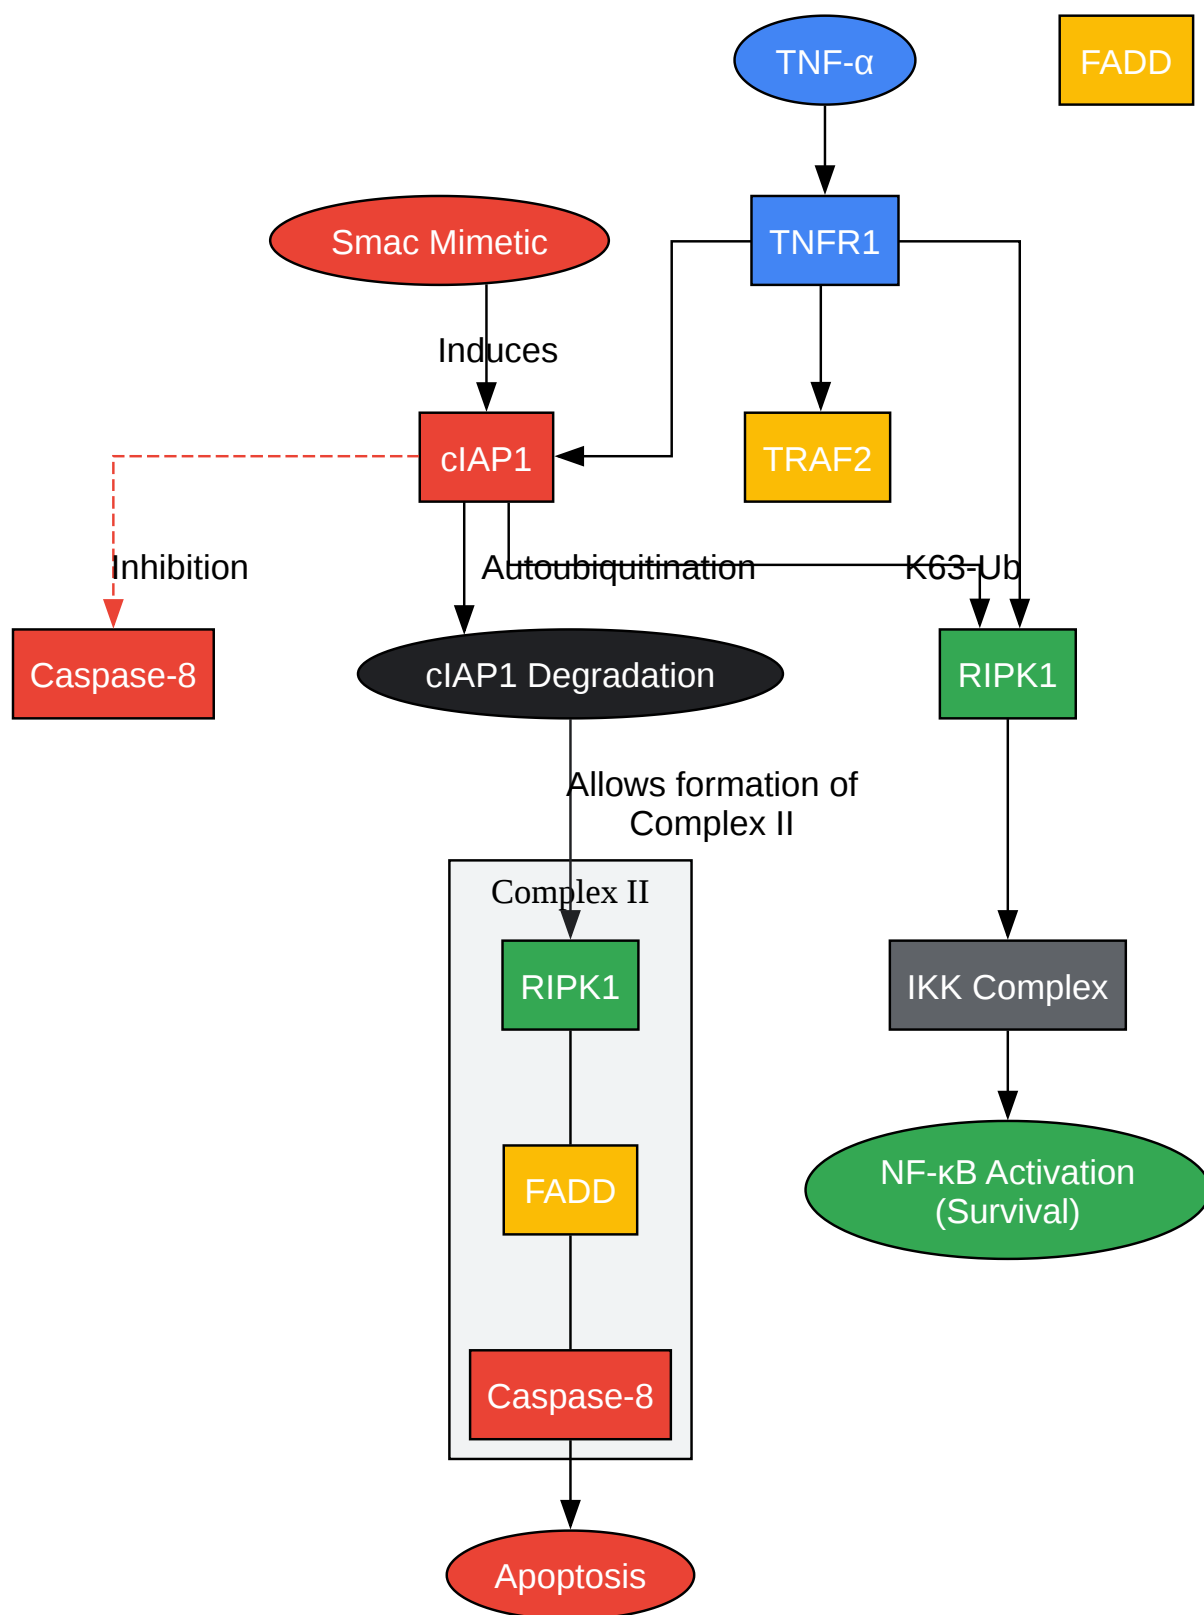 TNF-α
FADD
Smac Mimetic
TNFR1
Induces
cIAP1
TRAF2
Inhibition
Autoubiquitination
K63-Ub
Caspase-8
cIAP1 Degradation
RIPK1
Allows formation of
Complex II
Complex II
RIPK1
IKK Complex
FADD
NF-κB Activation
(Survival)
Caspase-8
Apoptosis